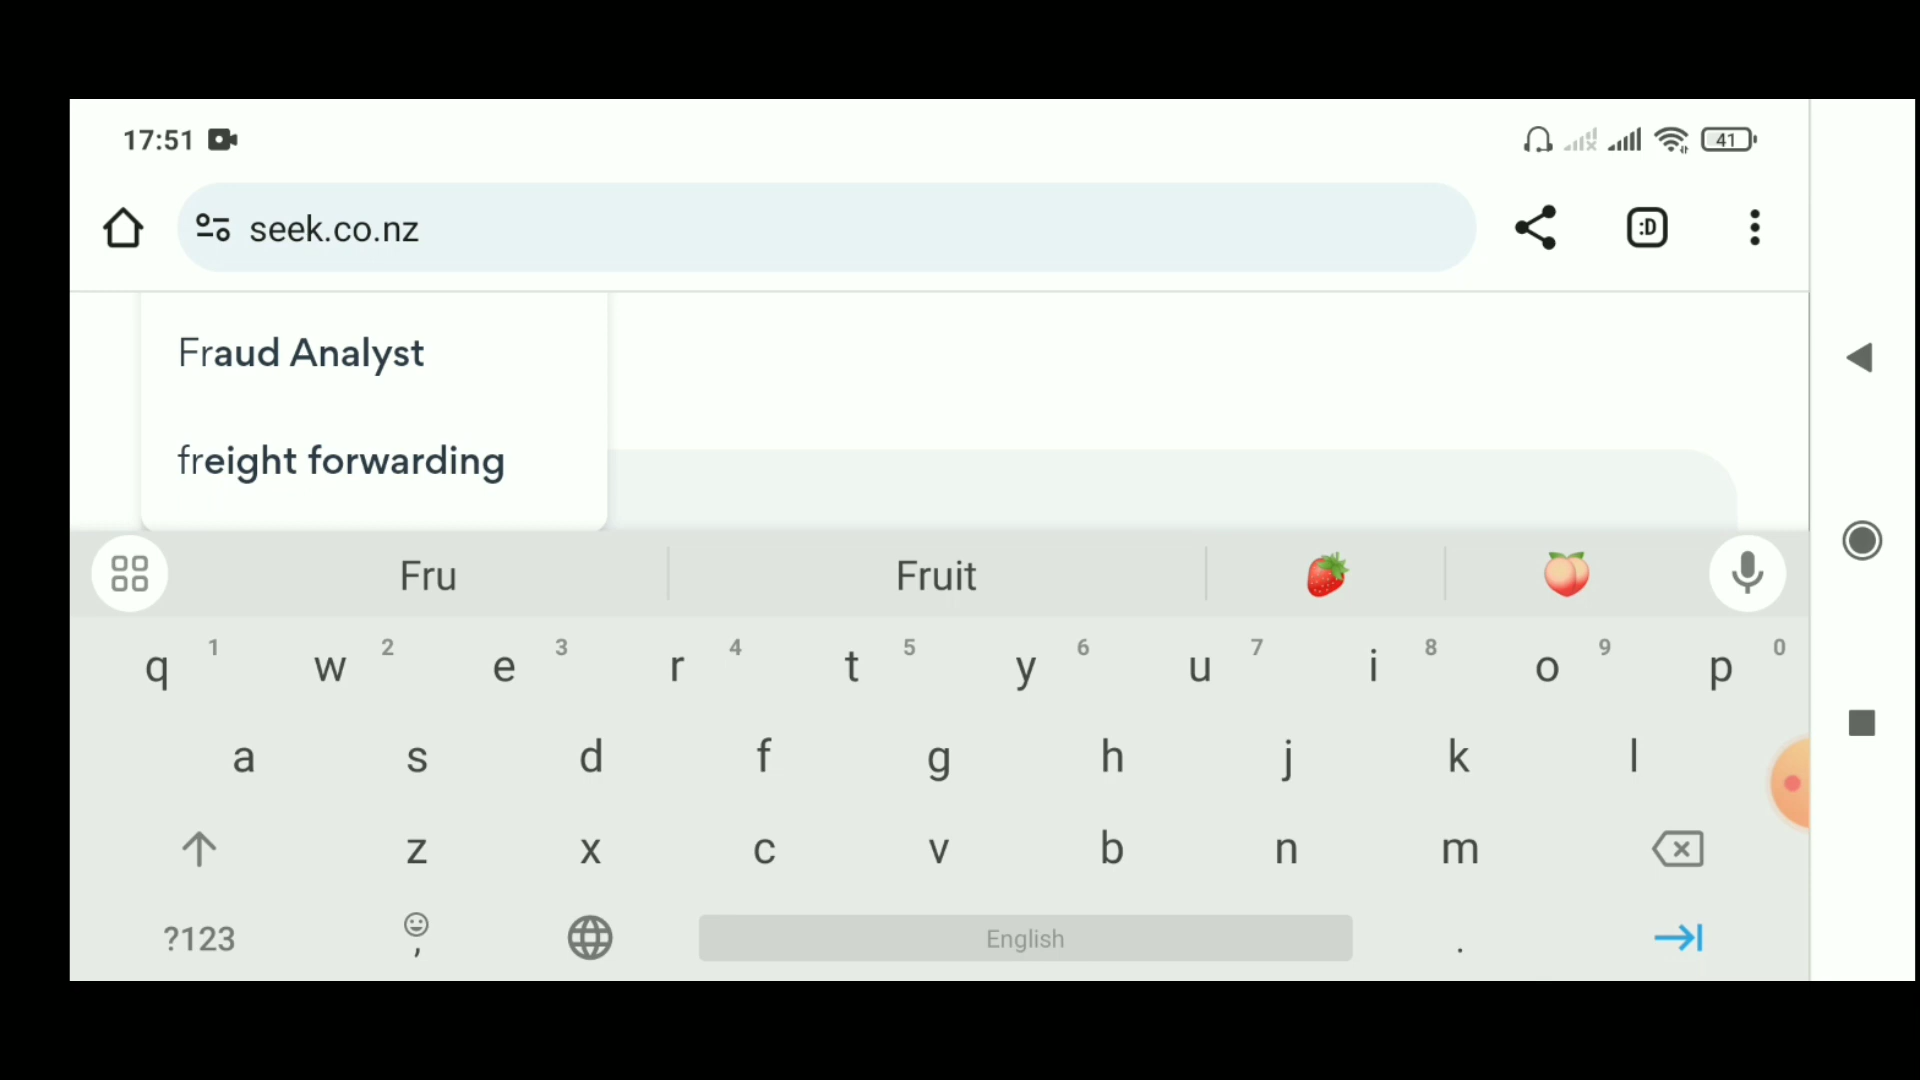 17:51
41
seek.co.nz
:D
Fraud Analyst
freight forwarding
Fru Fruit
q 1 w 2 e 3 r 4 t 5 y 6 u 7 i 8 o 9 p 0
a s d f g h j k l
z x c v b n m
?123 , English .